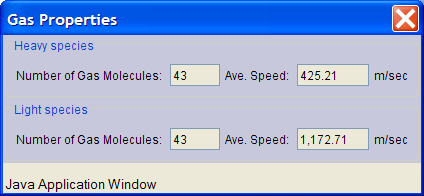 Gas Properties
Heavy species
Number of Gas Molecules: 43 Ave. Speed: 425.21 m/sec
Light species
Number of Gas Molecules: 43 Ave. Speed: 1,172.71 m/sec
Java Application Window